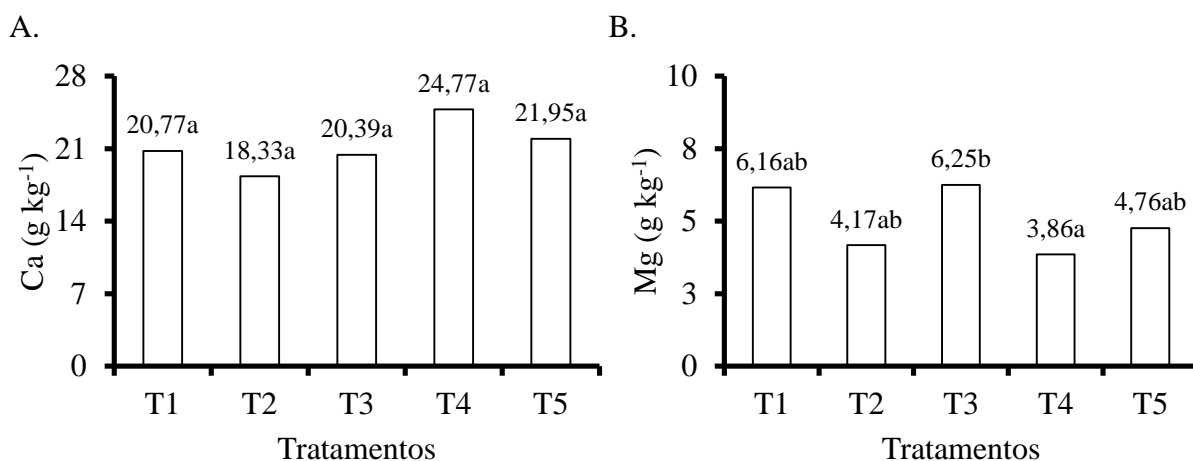 A.
28
21
14
7
0
Ca (g kg-1)
20,77a
18,33a
20,39a
24,77a
21,95a
T1
T2
T3
T4
T5
Tratamentos
B.
10
8
5
3
0
Mg (g kg-1)
6,16ab
4,17ab
6,25b
3,86a
4,76ab
T1
T2
T3
T4
T5
Tratamentos